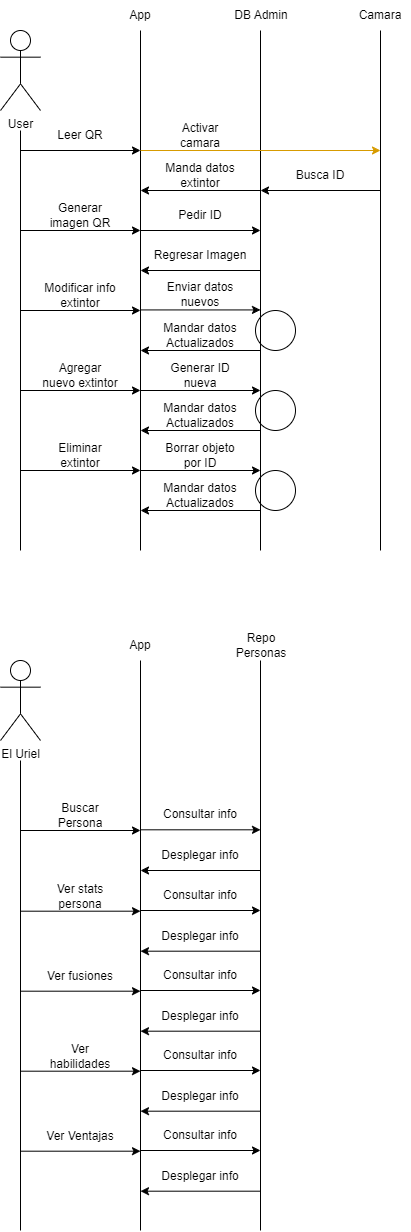 App
DB Admin
Camara
User
Leer QR
Activar
camara
Manda datos
extintor
Busca ID
Generar
imagen QR
Pedir ID
Regresar Imagen
Modificar info
extintor
Enviar datos
nuevos
Mandar datos
Actualizados
Agregar
nuevo extintor
Generar ID
nueva
Mandar datos
Actualizados
Eliminar
extintor
Borrar objeto
por ID
Mandar datos
Actualizados
App
Repo
Personas
El Uriel
Buscar
Persona
Consultar info
Desplegar info
Ver stats
persona
Consultar info
Desplegar info
Ver fusiones
Consultar info
Desplegar info
Ver
habilidades
Consultar info
Desplegar info
Ver Ventajas
Consultar info
Desplegar info